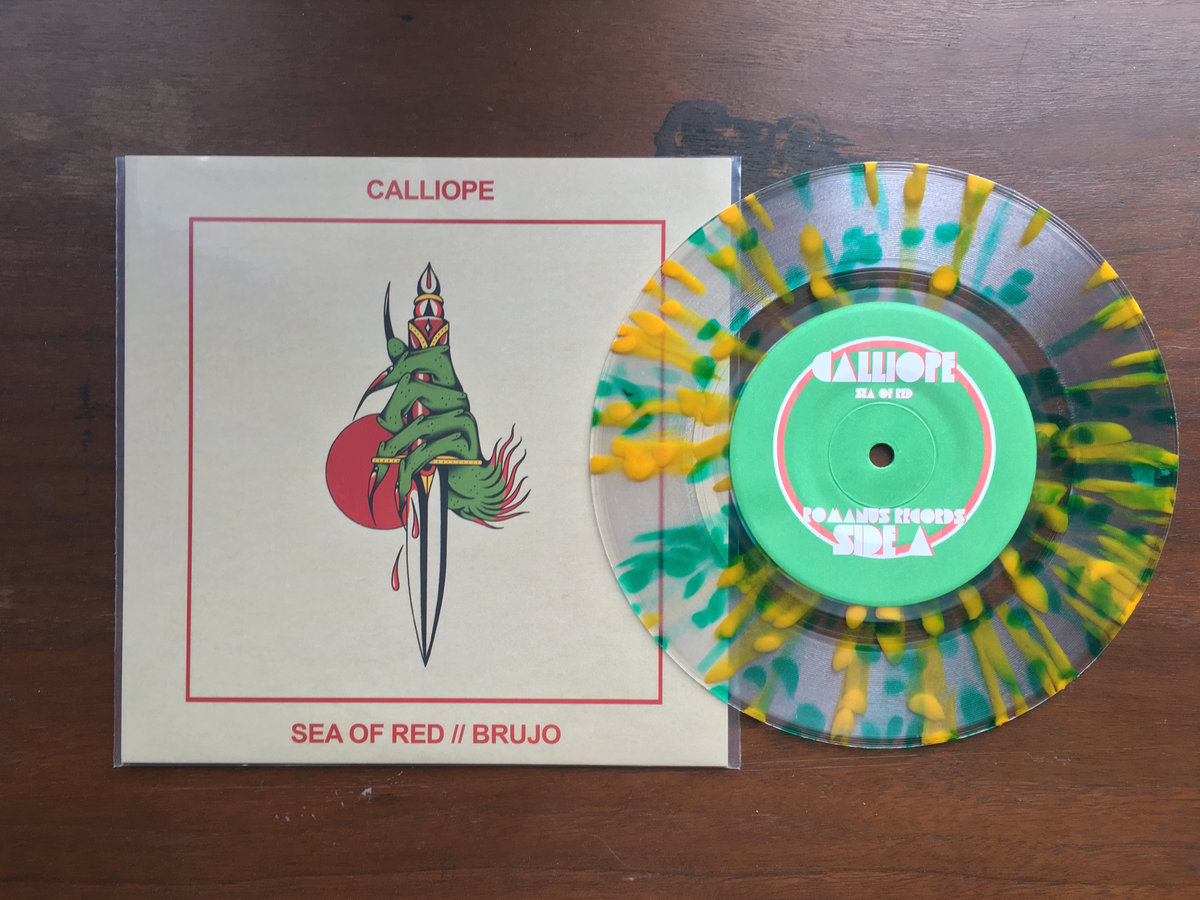 CALLIOPE
SEA OF RED // BRUJO
CALLIOPE
SEA OF RED
ROMANUS RECORDS
SIDE A